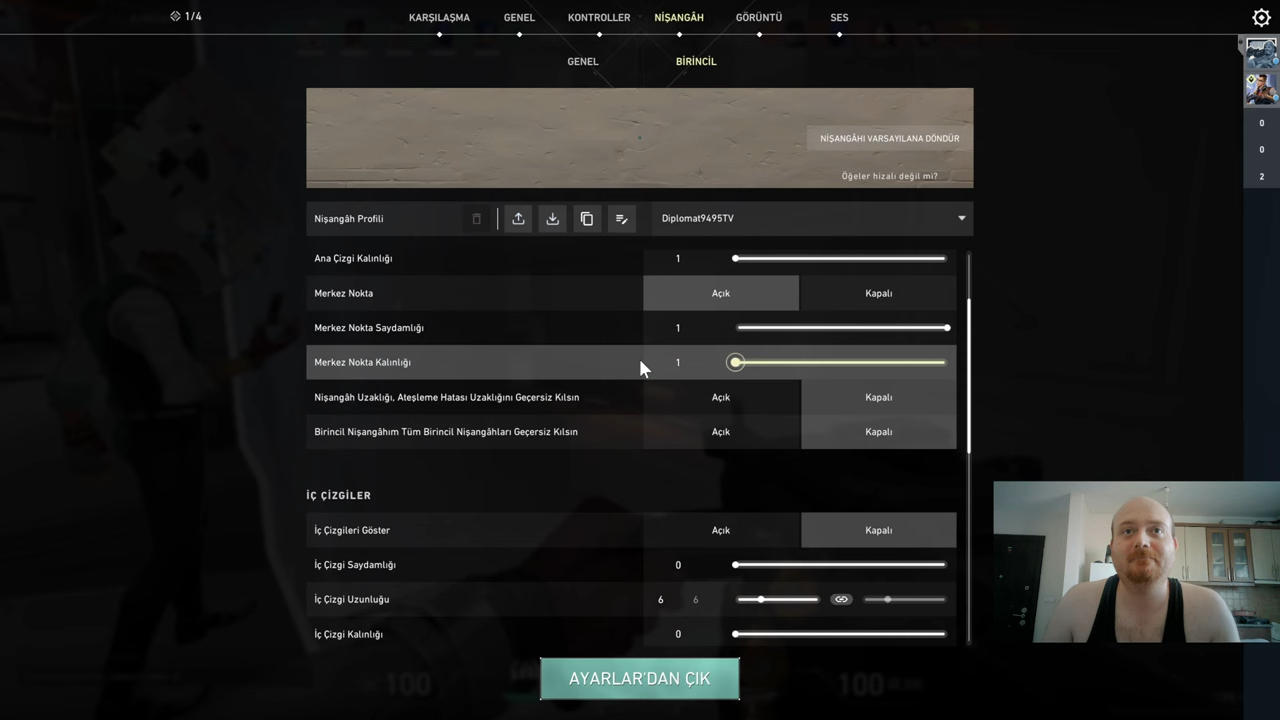 1/4
KARŞILAŞMA GENEL KONTROLLER NİŞANGÂH GÖRÜNTÜ SES
GENEL BİRİNCİL
NİŞANGÂHI VARSAYILANA DÖNDÜR
Öğeler hizalı değil mi?
Nişangâh Profili Diplomat9495TV
Ana Çizgi Kalınlığı 1
Merkez Nokta Açık Kapalı
Merkez Nokta Saydamlığı 1
Merkez Nokta Kalınlığı 1
Nişangâh Uzaklığı, Ateşleme Hatası Uzaklığını Geçersiz Kılsın Açık Kapalı
Birincil Nişangâhım Tüm Birincil Nişangâhları Geçersiz Kılsın Açık Kapalı
İÇ ÇİZGİLER
İç Çizgileri Göster Açık Kapalı
İç Çizgi Saydamlığı 0
İç Çizgi Uzunluğu 6 6
İç Çizgi Kalınlığı 0
AYARLAR'DAN ÇIK
100 100
0
0
2